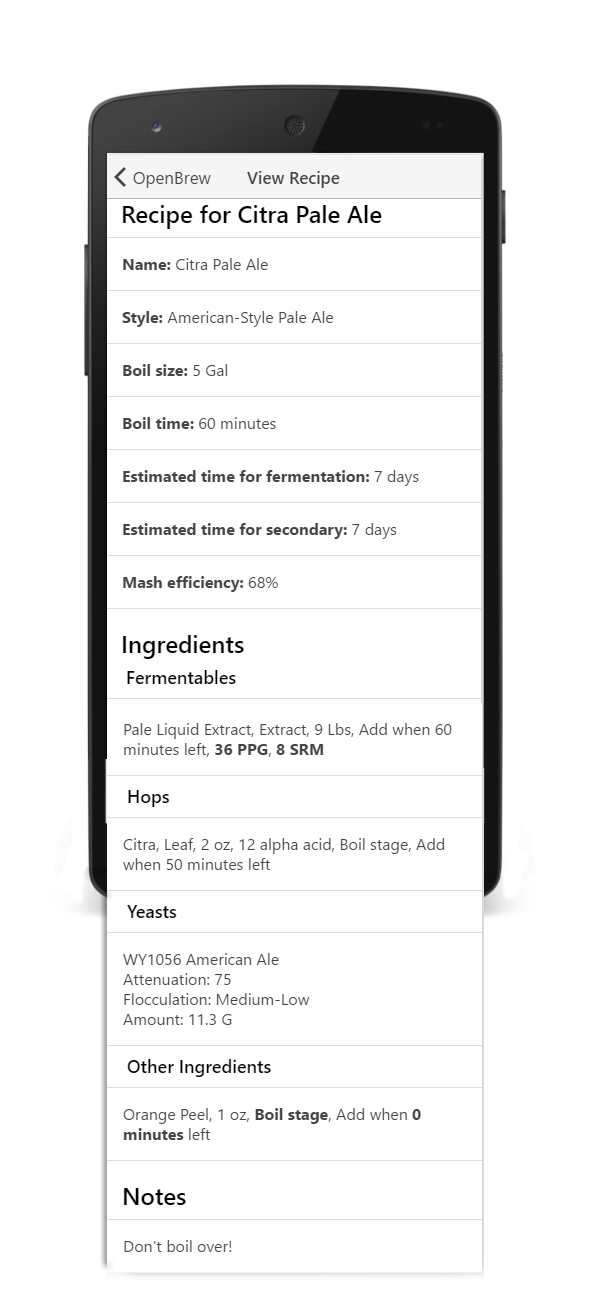 OpenBrew View Recipe
Recipe for Citra Pale Ale
Name: Citra Pale Ale
Style: American-Style Pale Ale
Boil size: 5 Gal
Boil time: 60 minutes
Estimated time for fermentation: 7 days
Estimated time for secondary: 7 days
Mash efficiency: 68%
Ingredients
Fermentables
Pale Liquid Extract, Extract, 9 Lbs, Add when 60
minutes left, 36 PPG, 8 SRM
Hops
Citra, Leaf, 2 oz, 12 alpha acid, Boil stage, Add
when 50 minutes left
Yeasts
WY1056 American Ale
Attenuation: 75
Flocculation: Medium-Low
Amount: 11.3 G
Other Ingredients
Orange Peel, 1 oz, Boil stage, Add when 0
minutes left
Notes
Don't boil over!